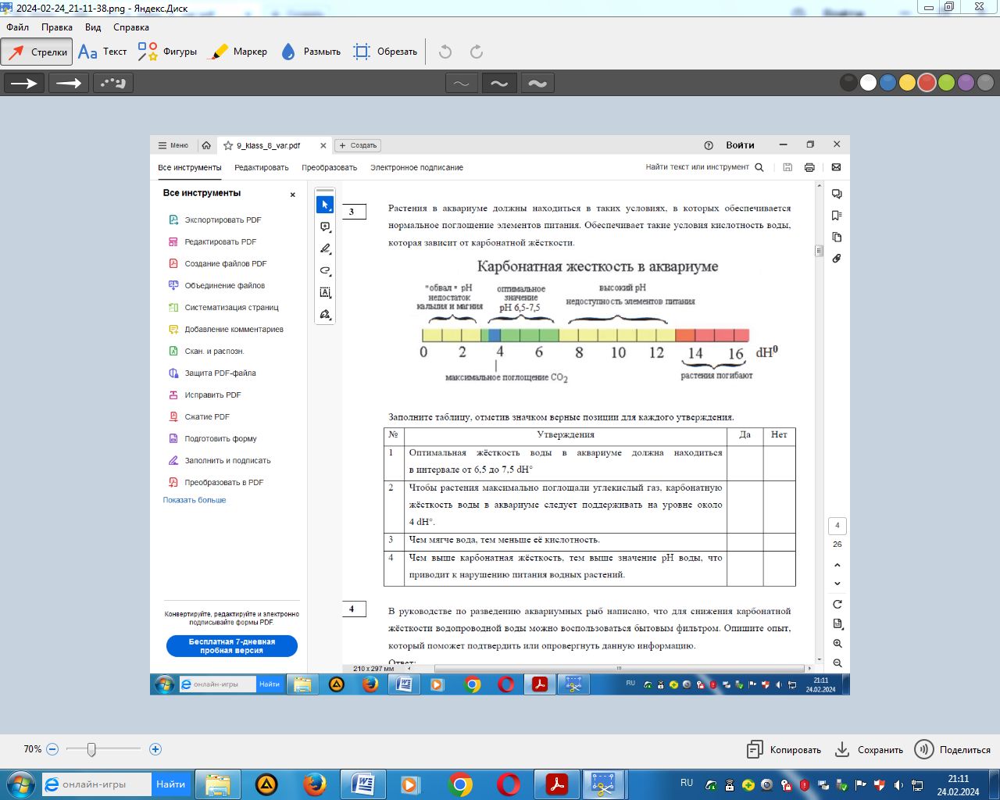 2024-02-24_21-11-38.png - Яндекс.Диск
Файл Правка Вид Справка
Стрелки Текст Фигуры Маркер Размыть Обрезать
Меню 9_klass_8_var.pdf Создать Войти
Все инструменты Редактировать Преобразовать Электронное подписание Найти текст или инструмент
Все инструменты
Экспортировать PDF
Редактировать PDF
Создание файлов PDF
Объединение файлов
Систематизация страниц
Добавление комментариев
Скан. и распозн.
Защита PDF-файла
Исправить PDF
Сжатие PDF
Подготовить форму
Заполнить и подписать
Преобразовать в PDF
Показать больше
Конвертируйте, редактируйте и электронно
подписывайте формы PDF.
Бесплатная 7-дневная
пробная версия
3
Растения в аквариуме должны находиться в таких условиях, в которых обеспечивается
нормальное поглощение элементов питания. Обеспечивает такие условия кислотность воды,
которая зависит от карбонатной жёсткости.
Карбонатная жесткость в аквариуме
"обвал" pH
недостаток
кальция и магния
оптимальное
значение
pH 6,5-7,5
высокий pH
недоступность элементов питания
0 2 4 6 8 10 12 14 16 dH⁰
максимальное поглощение CO₂
растения погибают
Заполните таблицу, отметив значком верные позиции для каждого утверждения.
№ Утверждения Да Нет
1 Оптимальная жёсткость воды в аквариуме должна находиться
в интервале от 6,5 до 7,5 dH°
2 Чтобы растения максимально поглощали углекислый газ, карбонатную
жёсткость воды в аквариуме следует поддерживать на уровне около
4 dH°.
3 Чем мягче вода, тем меньше её кислотность.
4 Чем выше карбонатная жёсткость, тем выше значение pH воды, что
приводит к нарушению питания водных растений.
4
В руководстве по разведению аквариумных рыб написано, что для снижения карбонатной
жёсткости водопроводной воды можно воспользоваться бытовым фильтром. Опишите опыт,
который поможет подтвердить или опровергнуть данную информацию.
Ответ:
4
26
210 x 297 мм
онлайн-игры Найти RU 21:11
24.02.2024
70% Копировать Сохранить Поделиться
онлайн-игры Найти RU 21:11
24.02.2024